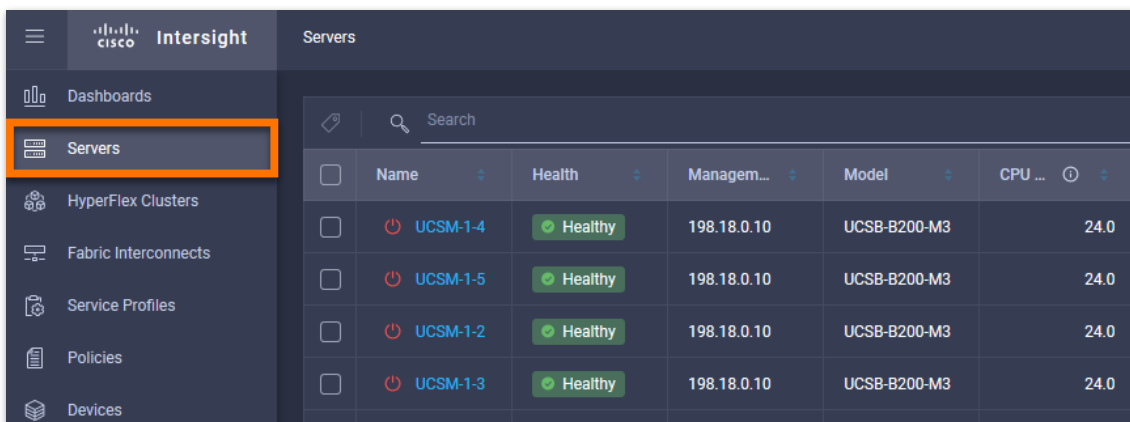 cisco Intersight Servers
Dashboards
Search
Servers
Name Health Managem... Model CPU ...
HyperFlex Clusters
UCSM-1-4 Healthy 198.18.0.10 UCSB-B200-M3 24.0
Fabric Interconnects
UCSM-1-5 Healthy 198.18.0.10 UCSB-B200-M3 24.0
Service Profiles
UCSM-1-2 Healthy 198.18.0.10 UCSB-B200-M3 24.0
Policies
UCSM-1-3 Healthy 198.18.0.10 UCSB-B200-M3 24.0
Devices